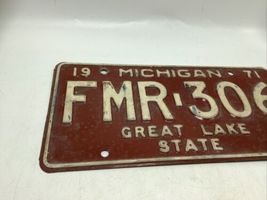 19 MICHIGAN 71
FMR-306
GREAT LAKE
STATE